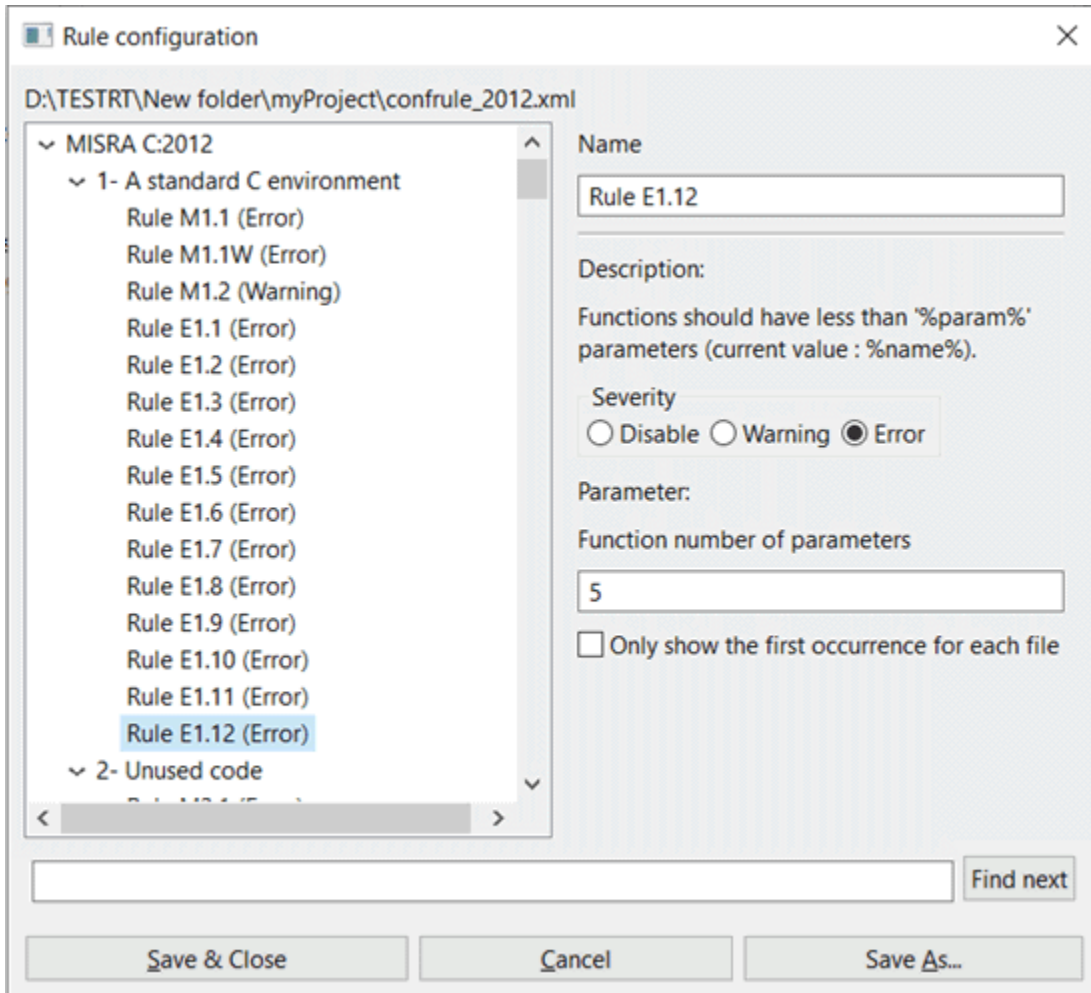 Rule configuration
D:\TESTRT\New folder\myProject\confrule_2012.xml
MISRA C:2012
1- A standard C environment
Rule M1.1 (Error)
Rule M1.1W (Error)
Rule M1.2 (Warning)
Rule E1.1 (Error)
Rule E1.2 (Error)
Rule E1.3 (Error)
Rule E1.4 (Error)
Rule E1.5 (Error)
Rule E1.6 (Error)
Rule E1.7 (Error)
Rule E1.8 (Error)
Rule E1.9 (Error)
Rule E1.10 (Error)
Rule E1.11 (Error)
Rule E1.12 (Error)
2- Unused code
Name
Rule E1.12
Description:
Functions should have less than '%param%'
parameters (current value : %name%).
Severity
Disable Warning Error
Parameter:
Function number of parameters
5
Only show the first occurrence for each file
Find next
Save & Close Cancel Save As...